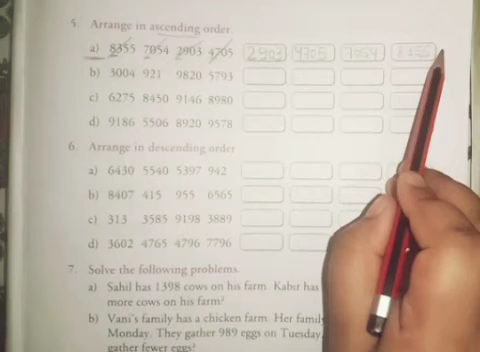 5. Arrange in ascending order.
a) 8355 7054 2903 4705 2903 4705 7054 8355
b) 3004 921 9820 5793
c) 6275 8450 9146 8980
d) 9186 5506 8920 9578
6. Arrange in descending order
a) 6430 5540 5397 942
b) 8407 415 955 6565
c) 313 3585 9198 3889
d) 3602 4765 4796 7796
7. Solve the following problems.
a) Sahil has 1398 cows on his farm. Kabir has
more cows on his farm?
b) Vani's family has a chicken farm. Her family
Monday. They gather 989 eggs on Tuesday.
gather fewer eggs?